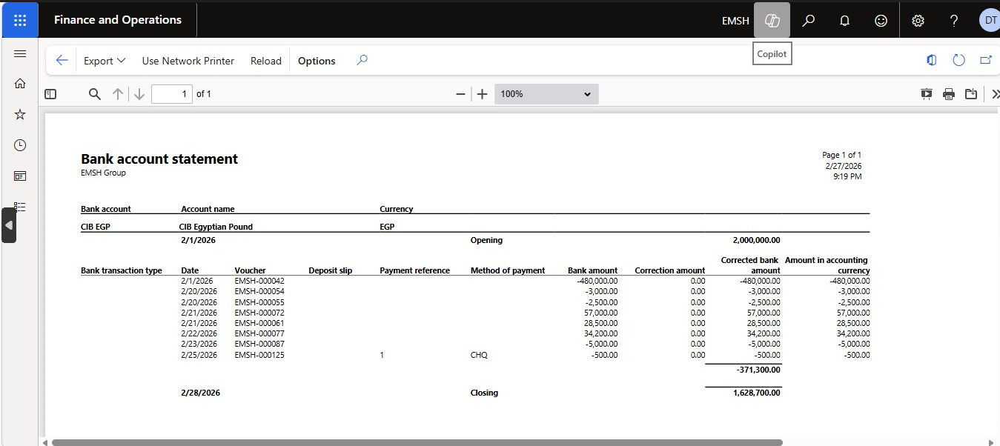 Finance and Operations EMSH ? DT
Copilot
Export Use Network Printer Reload Options
1 of 1 100%
Bank account statement
EMSH Group
Page 1 of 1
2/27/2026
9:19 PM
Bank account Account name Currency
CIB EGP CIB Egyptian Pound EGP
2/1/2026 Opening 2,000,000.00
Bank transaction type Date Voucher Deposit slip Payment reference Method of payment Bank amount Correction amount Corrected bank amount Amount in accounting currency
2/1/2026 EMSH-000042 -480,000.00 0.00 -480,000.00 -480,000.00
2/20/2026 EMSH-000054 -3,000.00 0.00 -3,000.00 -3,000.00
2/20/2026 EMSH-000055 -2,500.00 0.00 -2,500.00 -2,500.00
2/21/2026 EMSH-000072 57,000.00 0.00 57,000.00 57,000.00
2/21/2026 EMSH-000061 28,500.00 0.00 28,500.00 28,500.00
2/22/2026 EMSH-000077 34,200.00 0.00 34,200.00 34,200.00
2/23/2026 EMSH-000087 -5,000.00 0.00 -5,000.00 -5,000.00
2/25/2026 EMSH-000125 1 CHQ -500.00 0.00 -500.00 -500.00
-371,300.00
2/28/2026 Closing 1,628,700.00